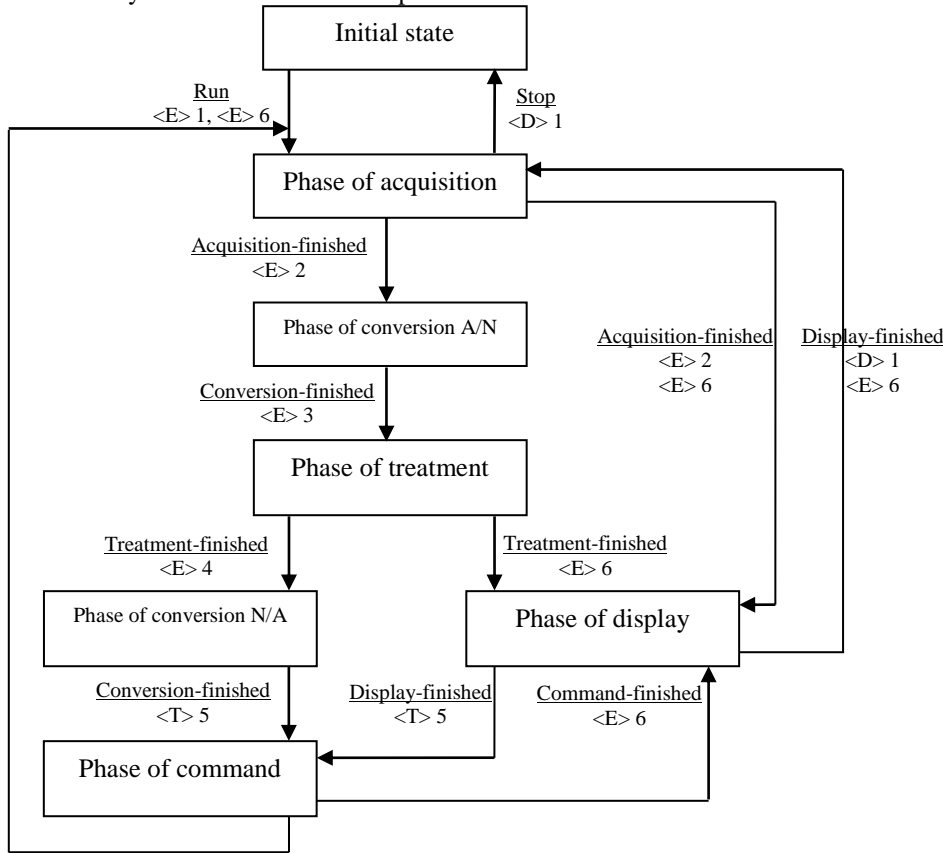 Initial state
Run
<E> 1, <E> 6
Stop
<D> 1
Phase of acquisition
Acquisition-finished
<E> 2
Phase of conversion A/N
Acquisition-finished
<E> 2
<E> 6
Display-finished
<D> 1
<E> 6
Conversion-finished
<E> 3
Phase of treatment
Treatment-finished
<E> 4
Treatment-finished
<E> 6
Phase of conversion N/A
Phase of display
Conversion-finished
<T> 5
Display-finished
<T> 5
Command-finished
<E> 6
Phase of command